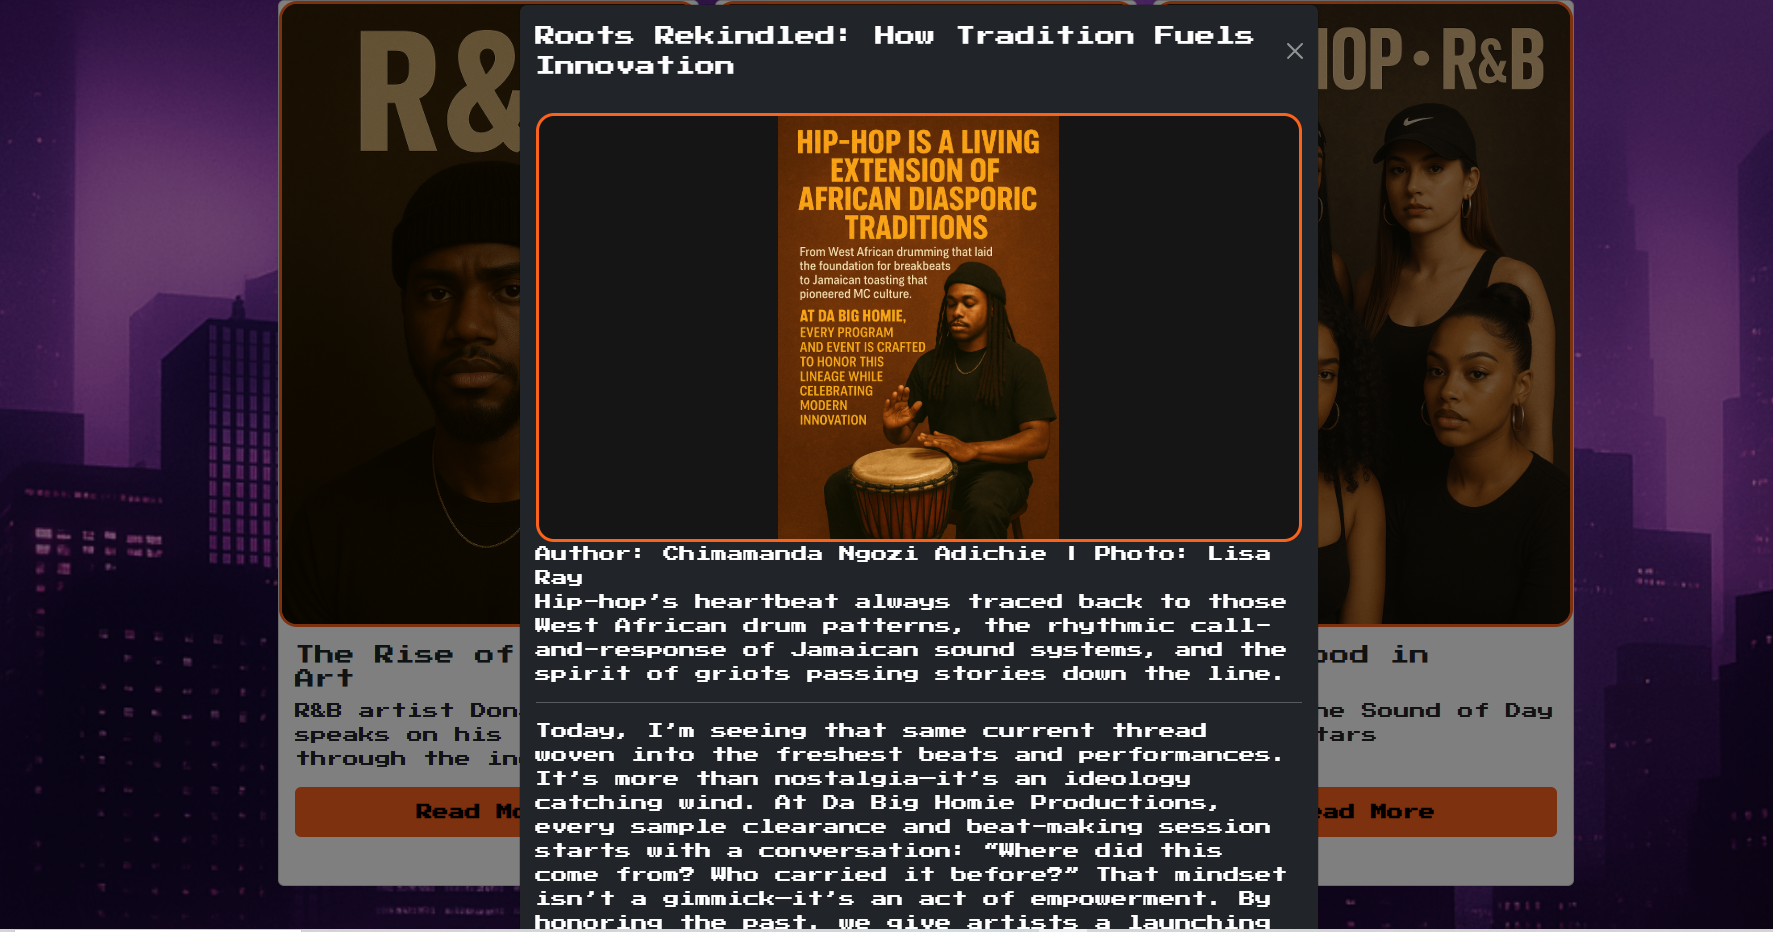 R&
HOP • R&B
Roots Rekindled: How Tradition Fuels
Innovation
HIP-HOP IS A LIVING
EXTENSION OF
AFRICAN DIASPORIC
TRADITIONS
From West African drumming that laid
the foundation for breakbeats
to Jamaican toasting that
pioneered MC culture.
AT DA BIG HOMIE,
EVERY PROGRAM
AND EVENT IS CRAFTED
TO HONOR THIS
LINEAGE WHILE
CELEBRATING
MODERN
INNOVATION
Author: Chimamanda Ngozi Adichie | Photo: Lisa
Ray
Hip-hop's heartbeat always traced back to those
West African drum patterns, the rhythmic call-
and-response of Jamaican sound systems, and the
spirit of griots passing stories down the line.
Today, I'm seeing that same current thread
woven into the freshest beats and performances.
It's more than nostalgia—it's an ideology
catching wind. At Da Big Homie Productions,
every sample clearance and beat-making session
starts with a conversation: “Where did this
come from? Who carried it before?” That mindset
isn't a gimmick—it's an act of empowerment. By
honoring the past, we give artists a launching
The Rise of
Art
R&B artist Don
speaks on his
through the in
Read Mo
ood in
he Sound of Day
tars
ead More